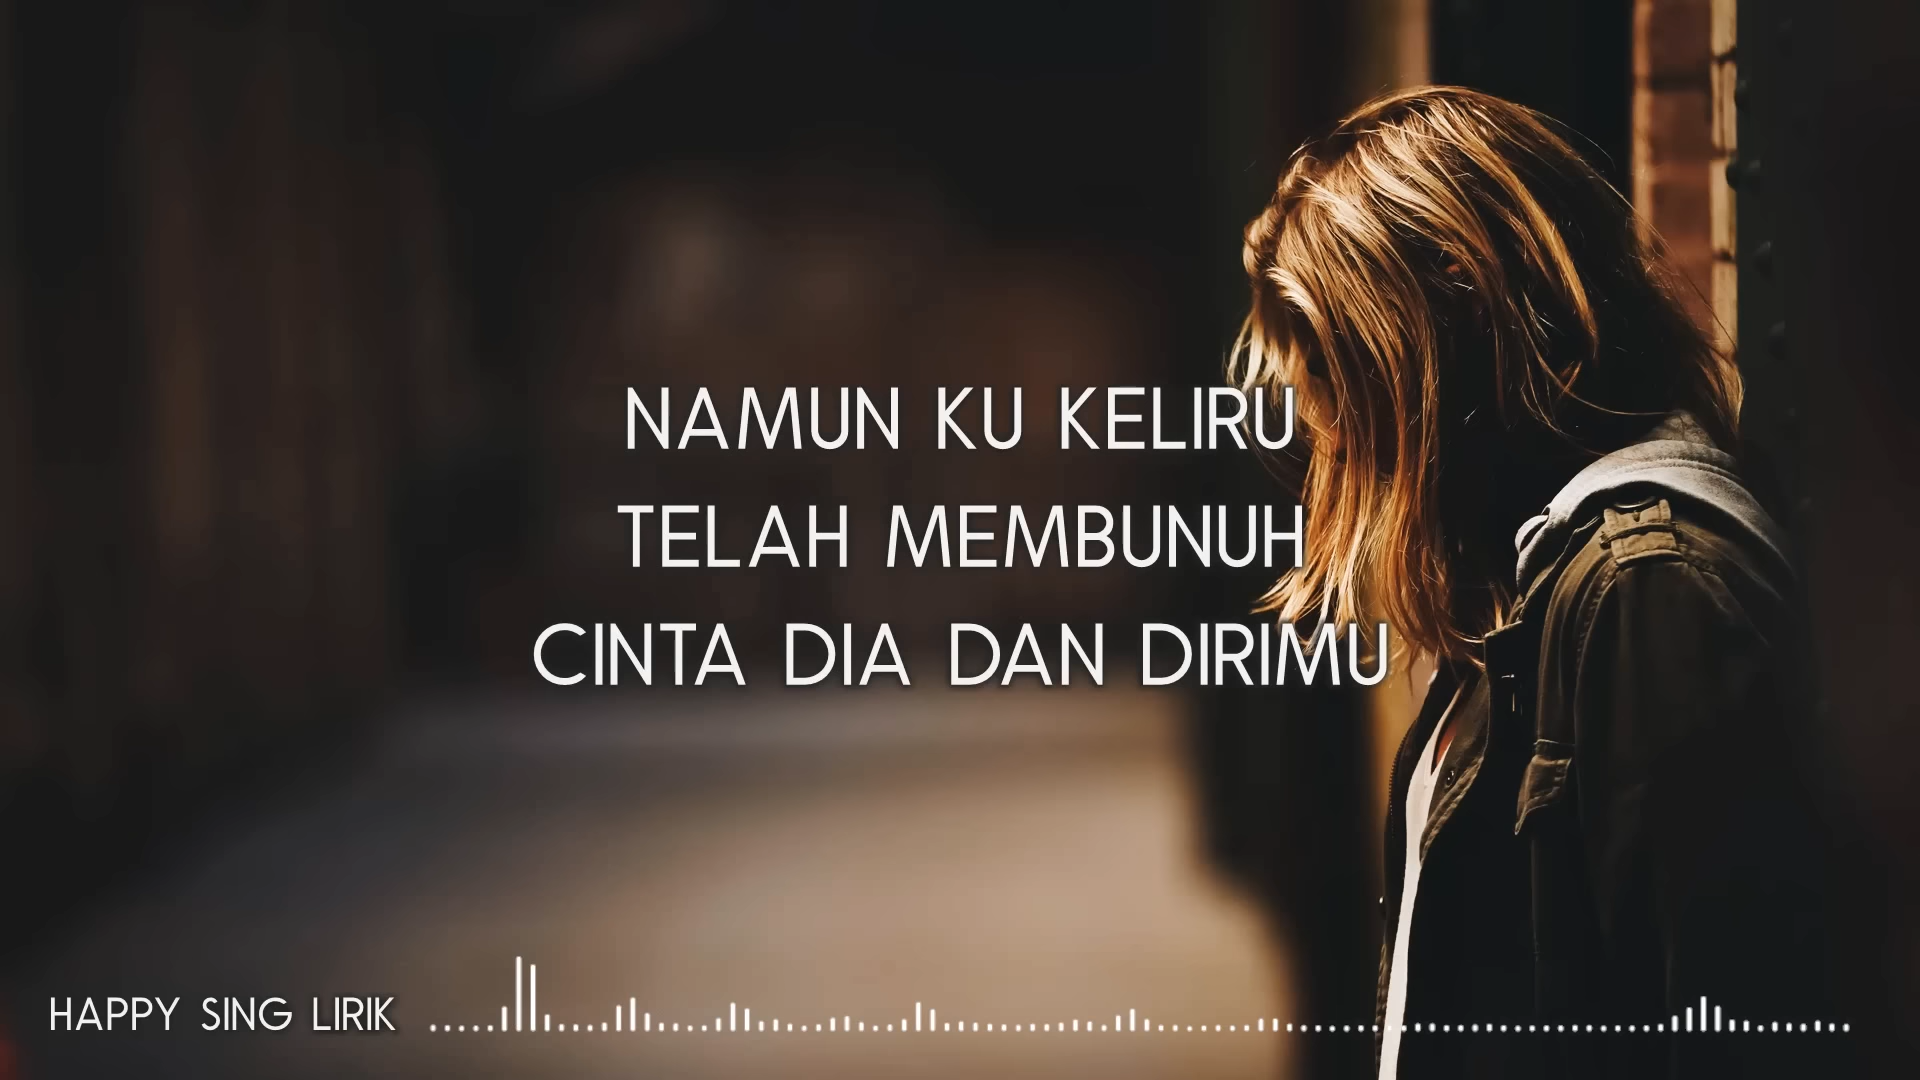 NAMUN KU KELIRU
TELAH MEMBUNUH
CINTA DIA DAN DIRIMU
HAPPY SING LIRIK